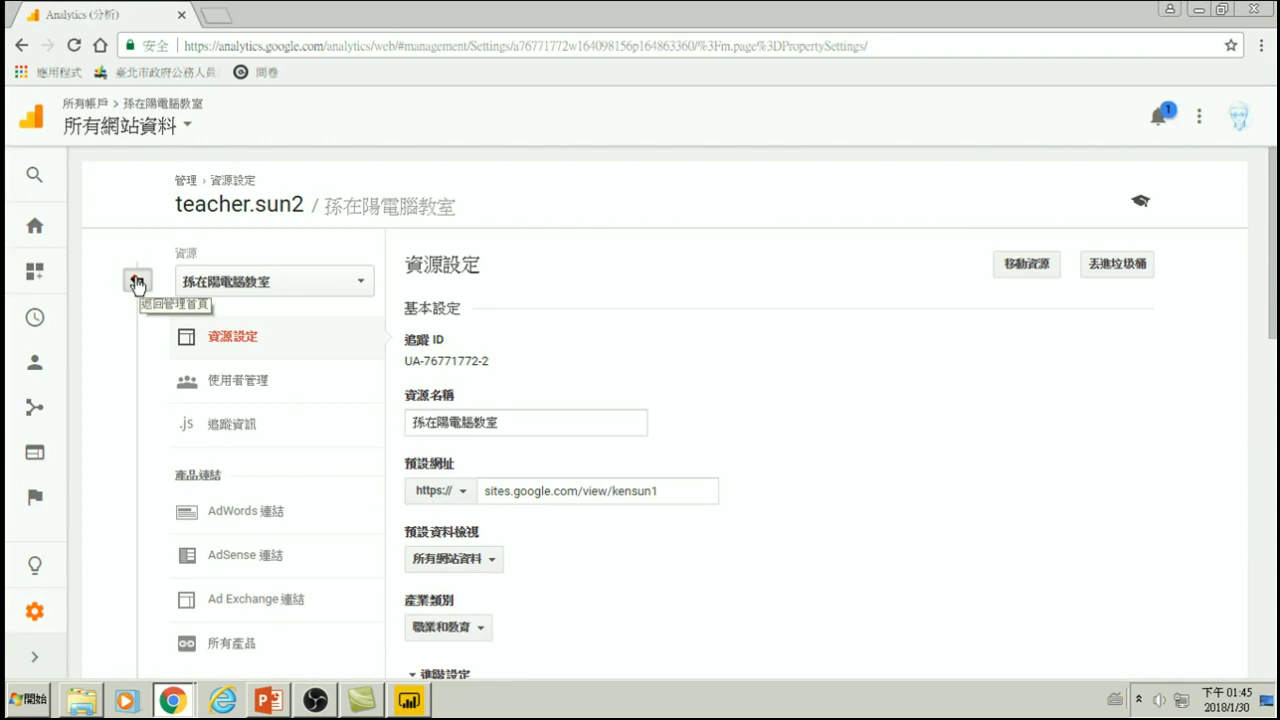 Analytics (分析)
安全
https://analytics.google.com/analytics/web/#management/Settings/a76771772w164098156p164863360/%3Fm.page%3DPropertySettings/
應用程式
臺北市政府公務人員
問卷
所有帳戶 > 孫在陽電腦教室
所有網站資料
1
管理 › 資源設定
teacher.sun2 / 孫在陽電腦教室
資源
孫在陽電腦教室
返回管理首頁
資源設定
使用者管理
.js 追蹤資訊
產品連結
AdWords 連結
AdSense 連結
Ad Exchange 連結
所有產品
資源設定
移動資源
丟進垃圾桶
基本設定
追蹤 ID
UA-76771772-2
資源名稱
孫在陽電腦教室
預設網址
https://
sites.google.com/view/kensun1
預設資料檢視
所有網站資料
產業類別
職業和教育
進階設定
開始
下午 01:45
2018/1/30